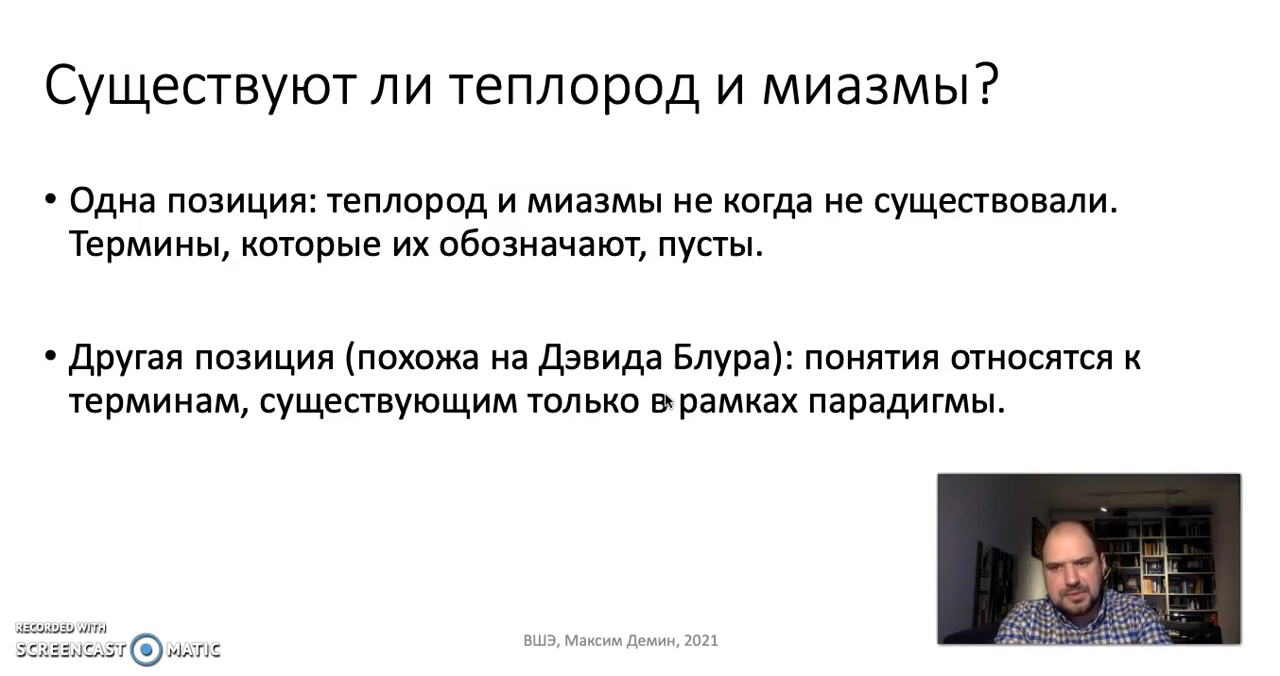 Существуют ли теплород и миазмы?
• Одна позиция: теплород и миазмы не когда не существовали.
Термины, которые их обозначают, пусты.
• Другая позиция (похожа на Дэвида Блура): понятия относятся к
терминам, существующим только в рамках парадигмы.
RECORDED WITH
SCREENCAST MATIC
ВШЭ, Максим Демин, 2021